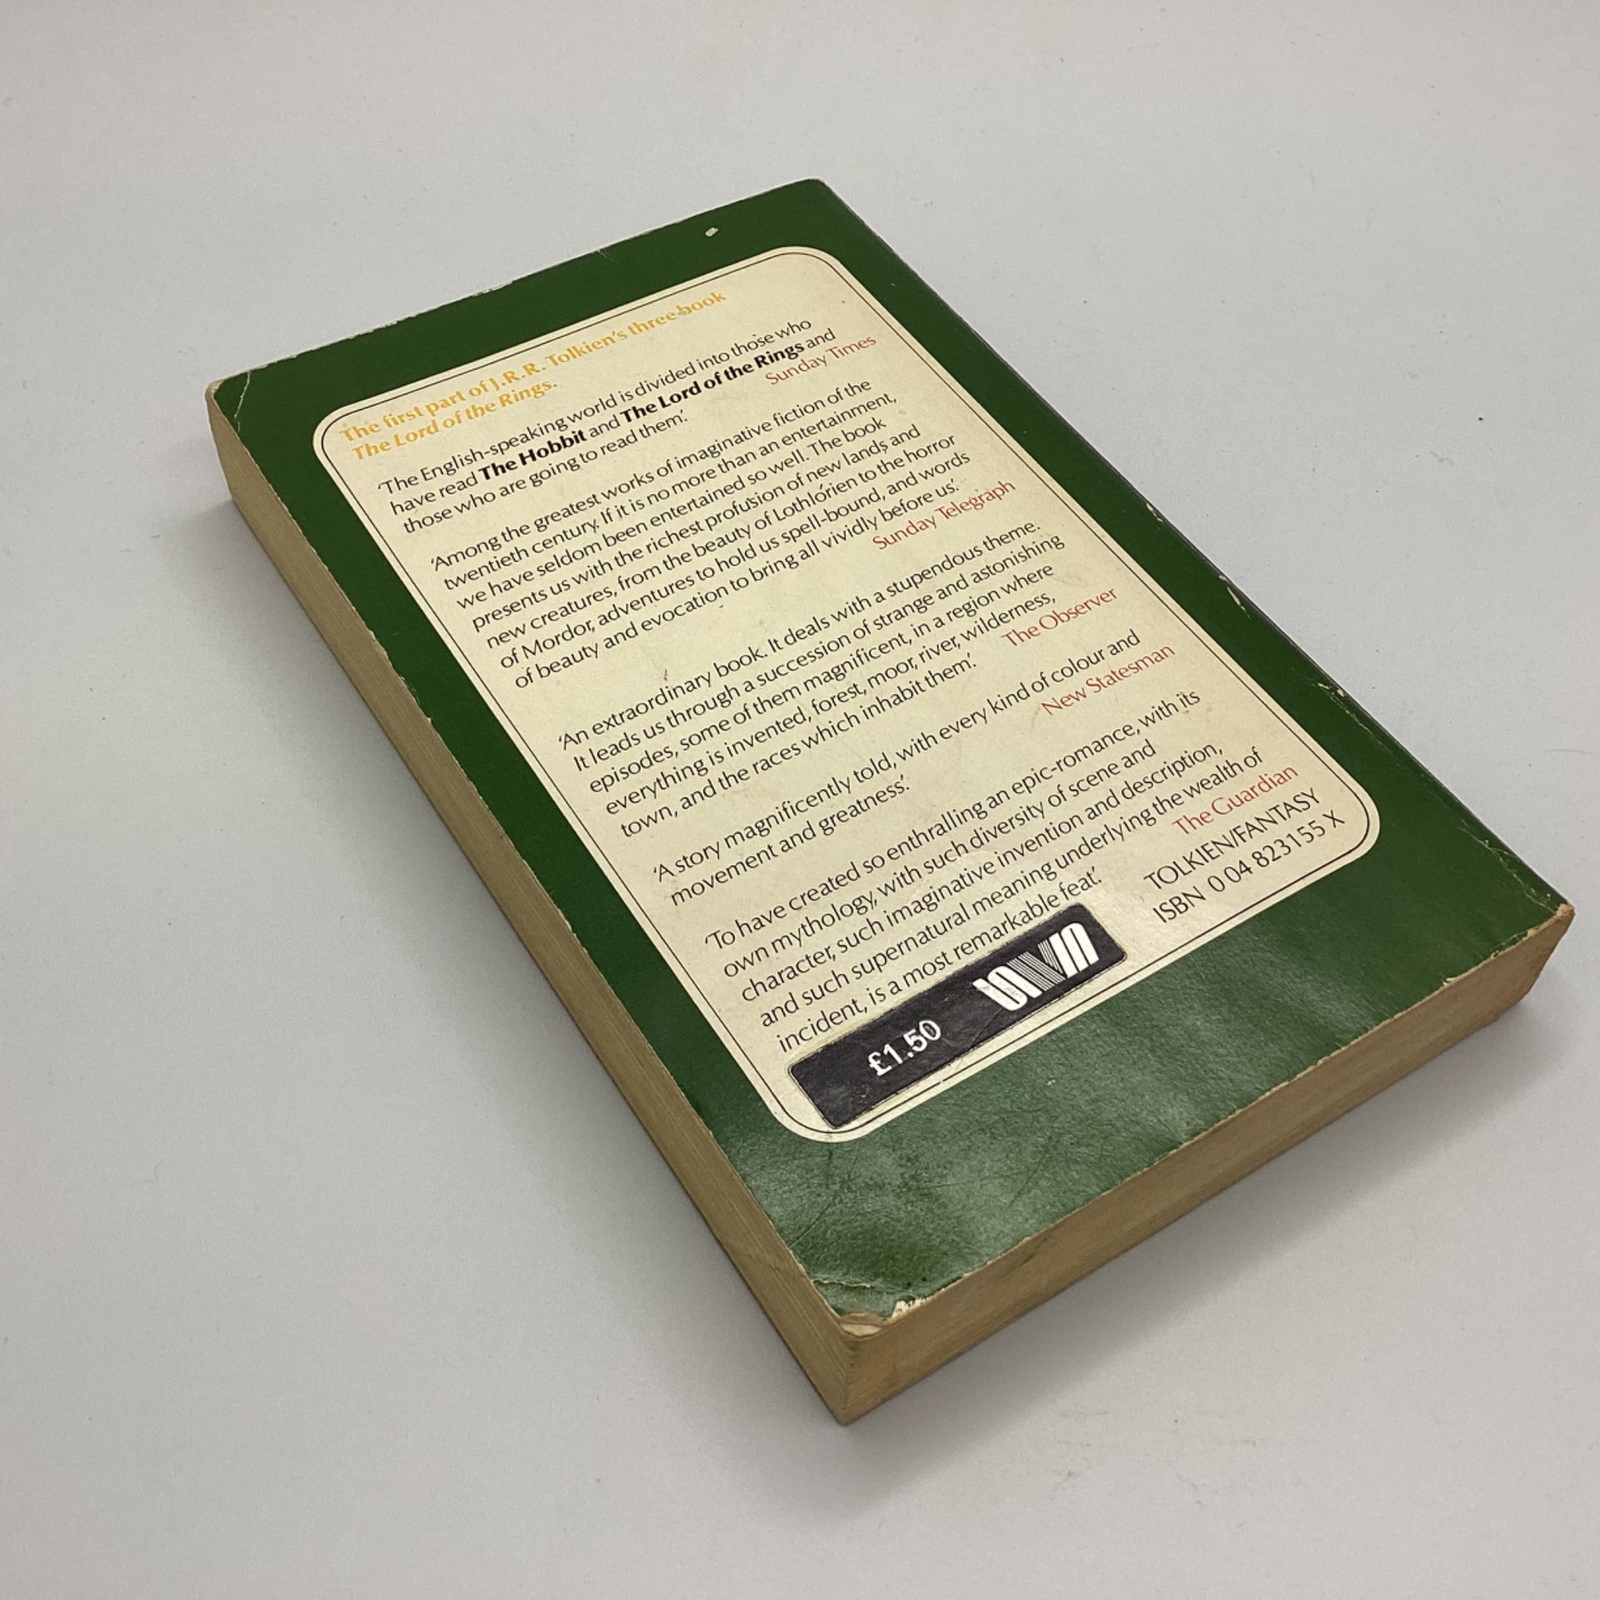 The first part of J.R.R. Tolkien's three-book
The Lord of the Rings.
'The English-speaking world is divided into those who
have read The Hobbit and The Lord of the Rings and
those who are going to read them'.
Sunday Times
'Among the greatest works of imaginative fiction of the
twentieth century. If it is no more than an entertainment,
we have seldom been entertained so well. The book
presents us with the richest profusion of new lands and
new creatures, from the beauty of Lothlórien to the horror
of Mordor, adventures to hold us spell-bound, and words
of beauty and evocation to bring all vividly before us'.
Sunday Telegraph
'An extraordinary book. It deals with a stupendous theme.
It leads us through a succession of strange and astonishing
episodes, some of them magnificent, in a region where
everything is invented, forest, moor, river, wilderness,
town, and the races which inhabit them'.
The Observer
'A story magnificently told, with every kind of colour and
movement and greatness'.
New Statesman
'To have created so enthralling an epic-romance, with its
own mythology, with such diversity of scene and
character, such imaginative invention and description,
and such supernatural meaning underlying the wealth of
incident, is a most remarkable feat'.
The Guardian
TOLKIEN/FANTASY
ISBN 0 04 823155 X
£1.50